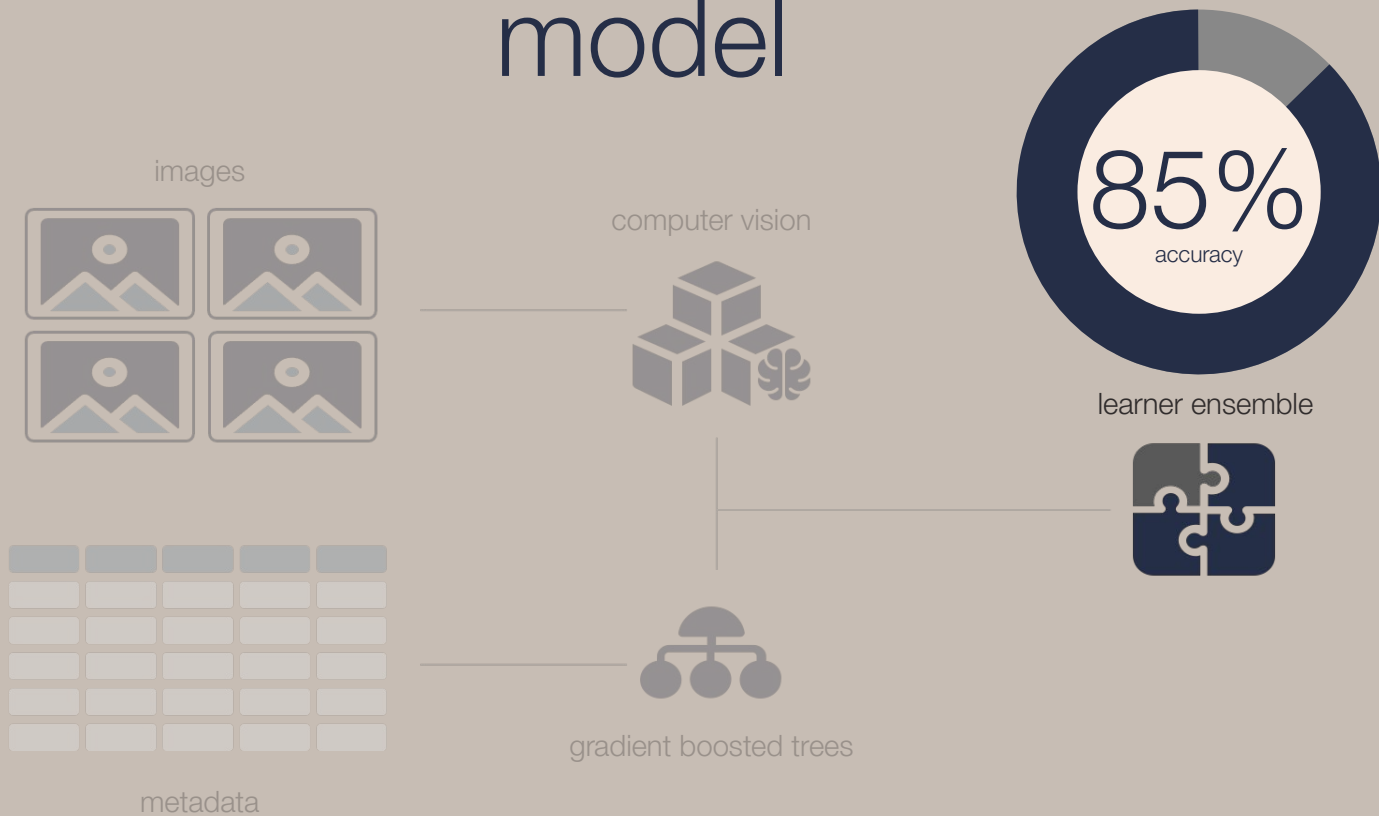 model
images
computer vision
85%
accuracy
learner ensemble
gradient boosted trees
metadata